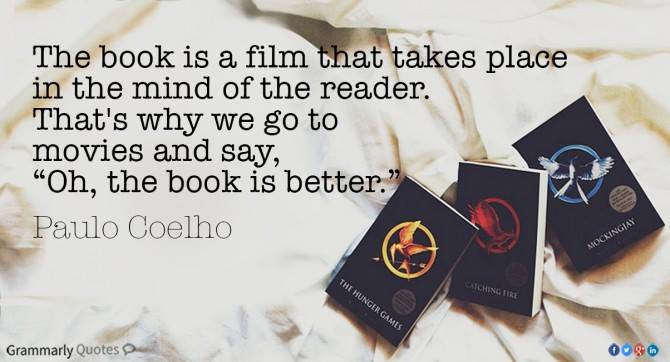 The book is a film that takes place
in the mind of the reader.
That's why we go to
movies and say,
“Oh, the book is better.”
Paulo Coelho
THE HUNGER GAMES
CATCHING FIRE
MOCKINGJAY
Grammarly Quotes